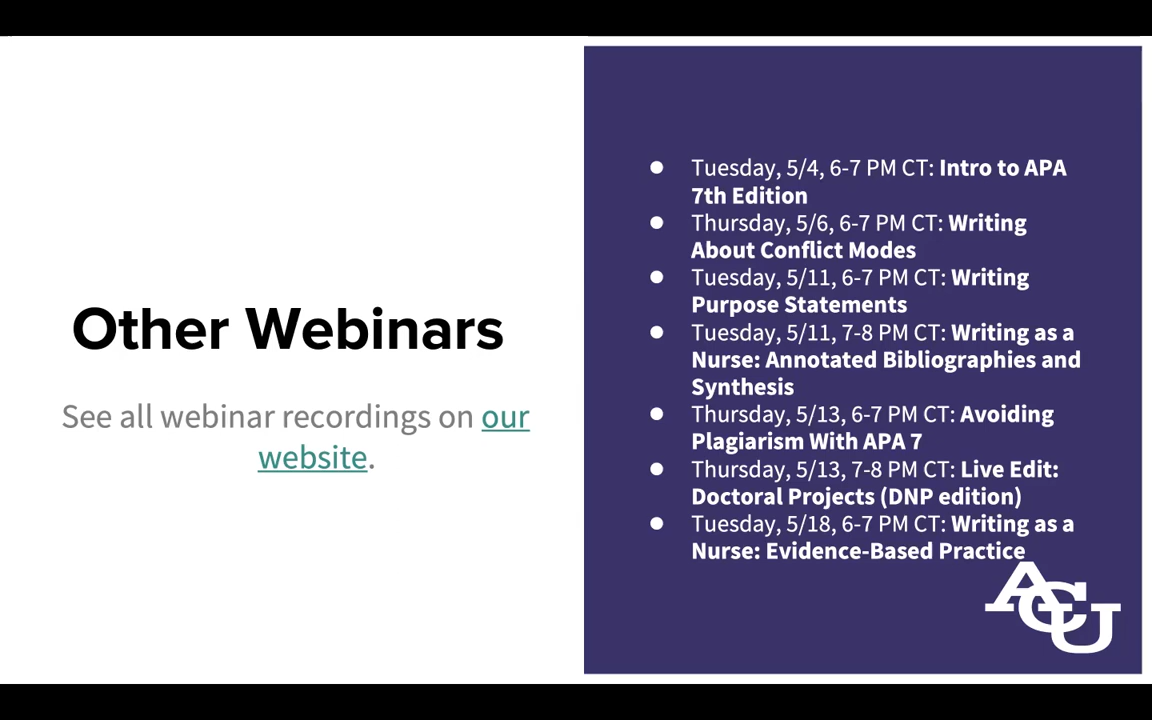 Other Webinars
See all webinar recordings on our
website.
● Tuesday, 5/4, 6-7 PM CT: Intro to APA
7th Edition
● Thursday, 5/6, 6-7 PM CT: Writing
About Conflict Modes
● Tuesday, 5/11, 6-7 PM CT: Writing
Purpose Statements
● Tuesday, 5/11, 7-8 PM CT: Writing as a
Nurse: Annotated Bibliographies and
Synthesis
● Thursday, 5/13, 6-7 PM CT: Avoiding
Plagiarism With APA 7
● Thursday, 5/13, 7-8 PM CT: Live Edit:
Doctoral Projects (DNP edition)
● Tuesday, 5/18, 6-7 PM CT: Writing as a
Nurse: Evidence-Based Practice
ACU